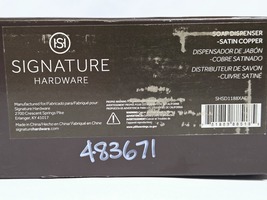 ISI
SIGNATURE
HARDWARE
SOAP DISPENSER
-SATIN COPPER
DISPENSADOR DE JABÓN
-COBRE SATINADO
DISTRIBUTEUR DE SAVON
-CUIVRE SATINÉ
Manufactured for/Fabricado para/Fabriqué pour
Signature Hardware
2700 Crescent Springs Pike
Erlanger, KY 41017
Made in China/Hecho en China/Fabriqué en Chine
signaturehardware.com
483671